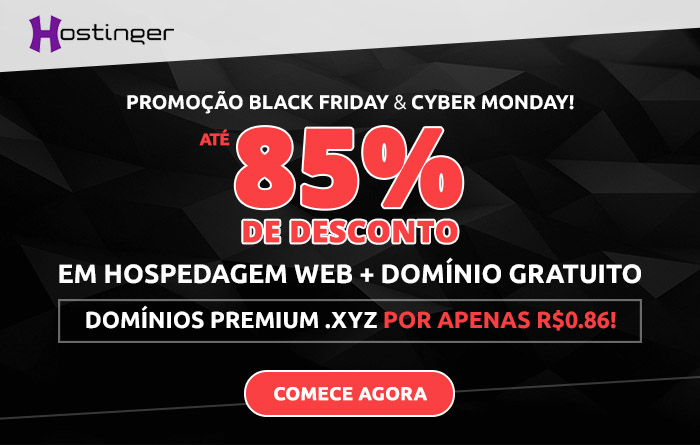 Hostinger
PROMOÇÃO BLACK FRIDAY & CYBER MONDAY!
ATÉ 85%
DE DESCONTO
EM HOSPEDAGEM WEB + DOMÍNIO GRATUITO
DOMÍNIOS PREMIUM .XYZ POR APENAS R$0.86!
COMECE AGORA